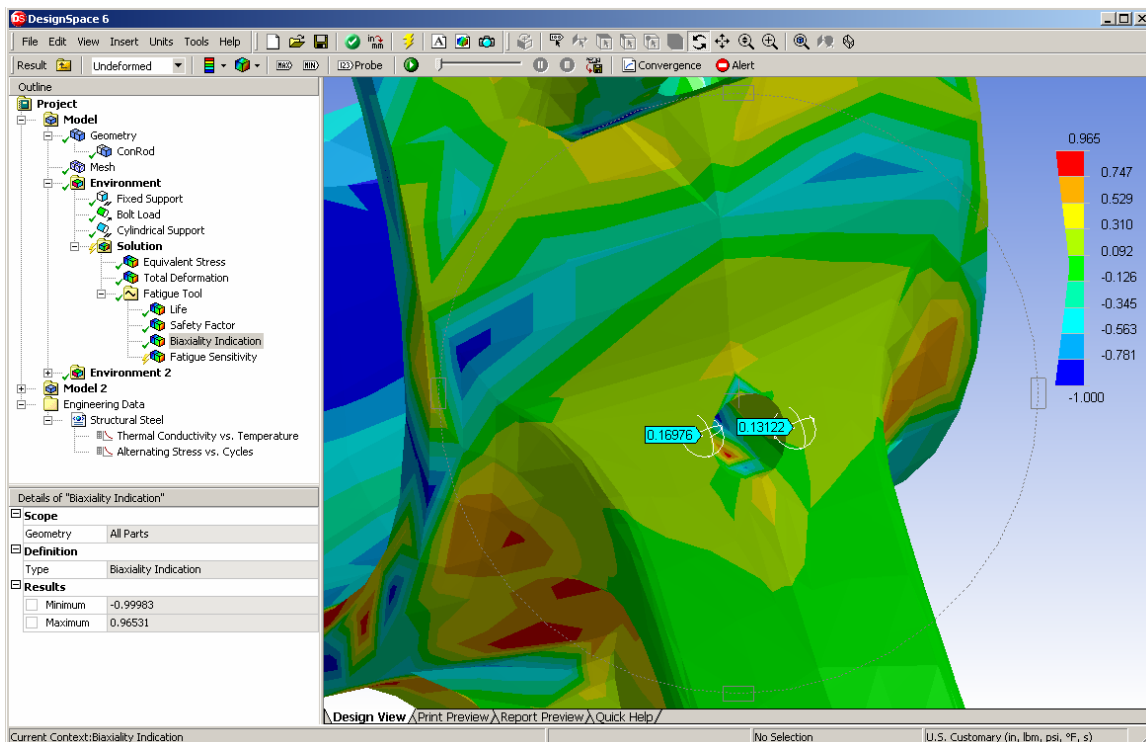 DS DesignSpace 6
File Edit View Insert Units Tools Help
Result Undeformed MAX MIN 123 Probe Convergence Alert
Outline
Project
Model
Geometry
ConRod
Mesh
Environment
Fixed Support
Bolt Load
Cylindrical Support
Solution
Equivalent Stress
Total Deformation
Fatigue Tool
Life
Safety Factor
Biaxiality Indication
Fatigue Sensitivity
Environment 2
Model 2
Engineering Data
Structural Steel
Thermal Conductivity vs. Temperature
Alternating Stress vs. Cycles
Details of "Biaxiality Indication"
Scope
Geometry All Parts
Definition
Type Biaxiality Indication
Results
Minimum -0.99983
Maximum 0.96531
0.965
0.747
0.529
0.310
0.092
-0.126
-0.345
-0.563
-0.781
-1.000
0.16976
0.13122
Design View Print Preview Report Preview Quick Help
Current Context:Biaxiality Indication No Selection U.S. Customary (in, lbm, psi, °F, s)